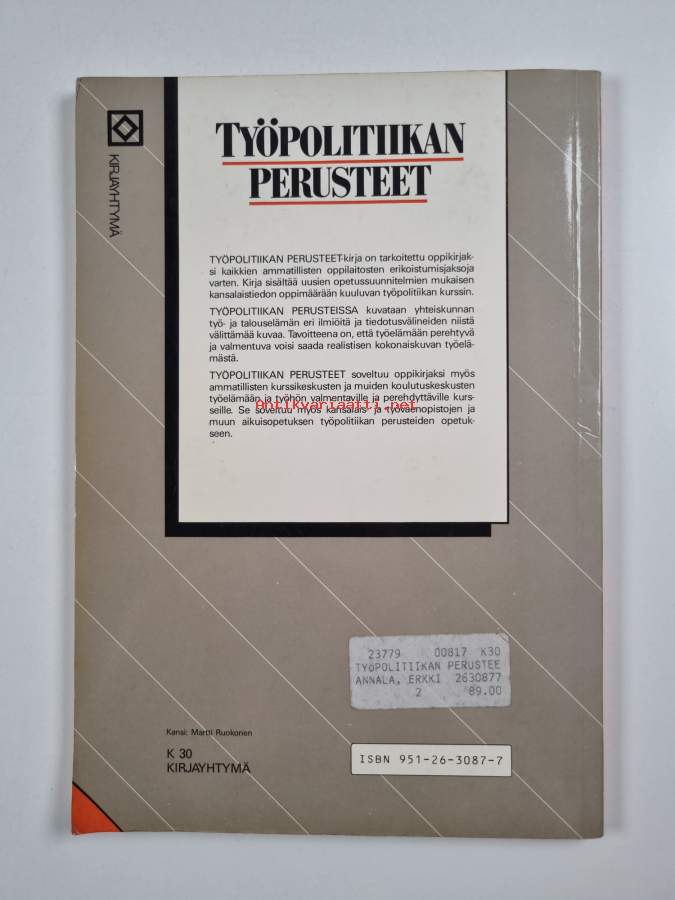 KIRJAYHTYMÄ
TYÖPOLITIIKAN
PERUSTEET
TYÖPOLITIIKAN PERUSTEET-kirja on tarkoitettu oppikirjak-
si kaikkien ammatillisten oppilaitosten erikoistumisjaksoja
varten. Kirja sisältää uusien opetussuunnitelmien mukaisen
kansalaistiedon oppimäärään kuuluvan työpolitiikan kurssin.
TYÖPOLITIIKAN PERUSTEISSA kuvataan yhteiskunnan
työ- ja talouselämän eri ilmiöitä ja tiedotusvälineiden niistä
välittämää kuvaa. Tavoitteena on, että työelämään perehtyvä
ja valmentuva voisi saada realistisen kokonaiskuvan työelä-
mästä.
TYÖPOLITIIKAN PERUSTEET soveltuu oppikirjaksi myös
ammatillisten kurssikeskusten ja muiden koulutuskeskusten
työelämään ja työhön valmentaville ja perehdyttäville kurs-
Antikvariaatti.net
seille. Se soveltuu myös kansalais- ja työväenopistojen ja
muun aikuisopetuksen työpolitiikan perusteiden opetuk-
seen.
23779 00817 K30
TYÖPOLITIIKAN PERUSTEE
ANNALA, ERKKI 2630877
2 89.00
Kansi: Martti Ruokonen
K 30
KIRJAYHTYMÄ
ISBN 951-26-3087-7